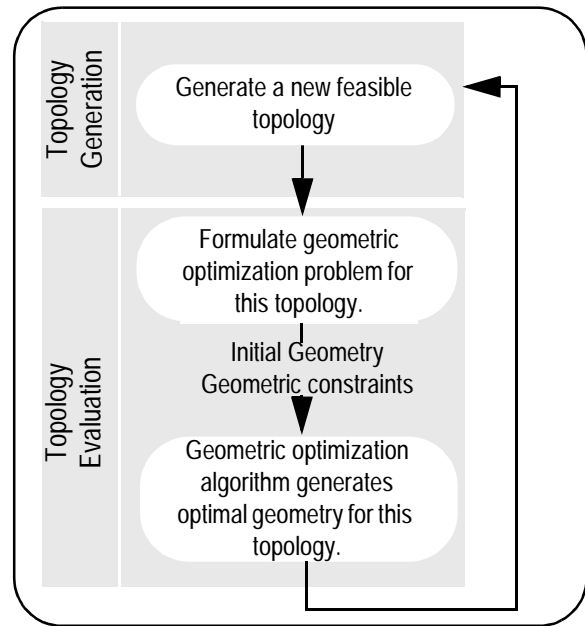 Topology
Generation
Generate a new feasible
topology
Topology
Evaluation
Formulate geometric
optimization problem for
this topology.
Initial Geometry
Geometric constraints
Geometric optimization
algorithm generates
optimal geometry for this
topology.